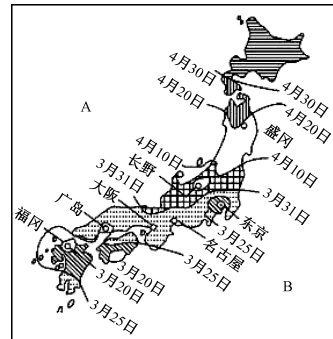 4月30日
4月30日
4月20日
4月20日
A
盛冈
4月10日
4月10日
长野
3月31日
3月31日
大阪
广岛
东京
福冈
3月25日
名古屋
3月25日
3月20日
3月20日
3月25日
B